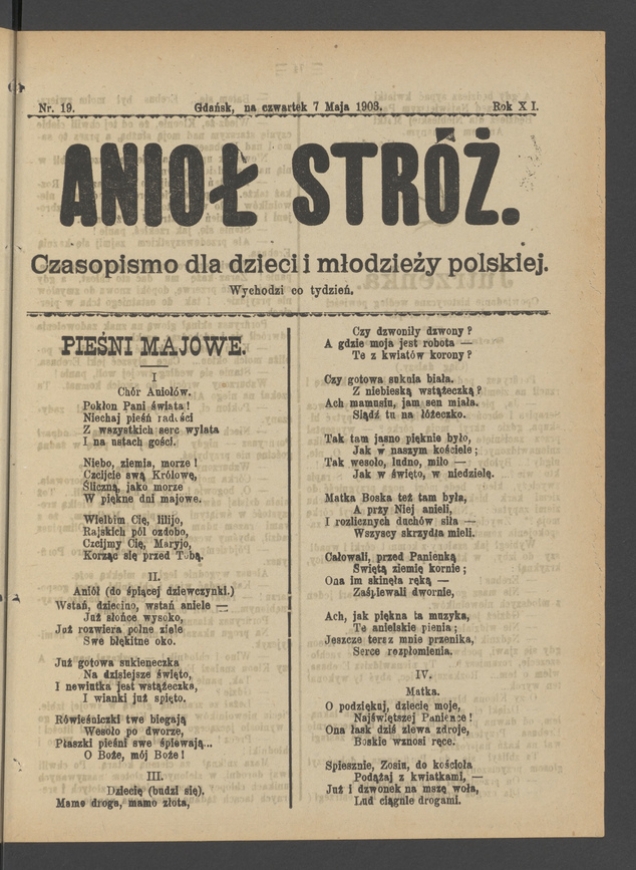 Nr. 19.
Gdańsk, na czwartek 7 Maja 1903.
Rok XI.
ANIOŁ STRÓŻ.
Czasopismo dla dzieci i młodzieży polskiej.
Wychodzi co tydzień.
PIEŚNI MAJOWE.
I
Chór Aniołów.
Pokłon Pani świata!
Niechaj pieśń radości
Z wszystkich serc wylata
I na ustach gości.
Niebo, ziemia, morze!
Czcijcie swą Królowę,
Śliczną, jako morze
W piękne dni majowe.
Wielbim Cię, lilijo,
Rajskich pól ozdobo,
Czcijmy Cię, Maryjo,
Korząc się przed Tobą.
II.
Anioł (do śpiącej dziewczynki.)
Wstań, dziecino, wstań aniele —
Już słońce wysoko,
Już rozwiera polne ziele
Swe błękitne oko.
Już gotowa sukieneczka
Na dzisiejsze święto,
I nowiutka jest wstążeczka,
I wianki już spięto.
Rówieśniczki twe biegają
Wesoło po dworze,
Ptaszki pieśni swe śpiewają...
O Boże, mój Boże!
III.
Dziecię (budzi się).
Mamo droga, mamo złota,
Czy dzwoniły dzwony?
A gdzie moja jest robota —
Te z kwiatów korony?
Czy gotowa suknia biała.
Z niebieską wstążeczką?
Ach mamusiu, jam sen miała.
Siądź tu na łóżeczko.
Tak tam jasno pięknie było,
Jak w naszym kościele;
Tak wesoło, ludno, miło —
Jak w święto, w niedzielę.
Matka Boska też tam była,
A przy Niej anieli,
I rozlicznych duchów siła —
Wszyscy skrzydła mieli.
Całowali, przed Panienką
Świętą ziemię kornie;
Ona im skinęła ręką —
Zaśpiewali dwornie,
Ach, jak piękna ta muzyka,
Te anielskie pienia;
Jeszcze teraz mnie przenika,
Serce rozpłomienia.
IV.
Matka.
O podziękuj, dziecię moje,
Najświętszej Panience!
Ona łask dziś zlewa zdroje,
Boskie wznosi ręce.
Spiesznie, Zosiu, do kościoła
Podążaj z kwiatkami, —
Już i dzwonek na mszę woła,
Lud ciągnie drogami.